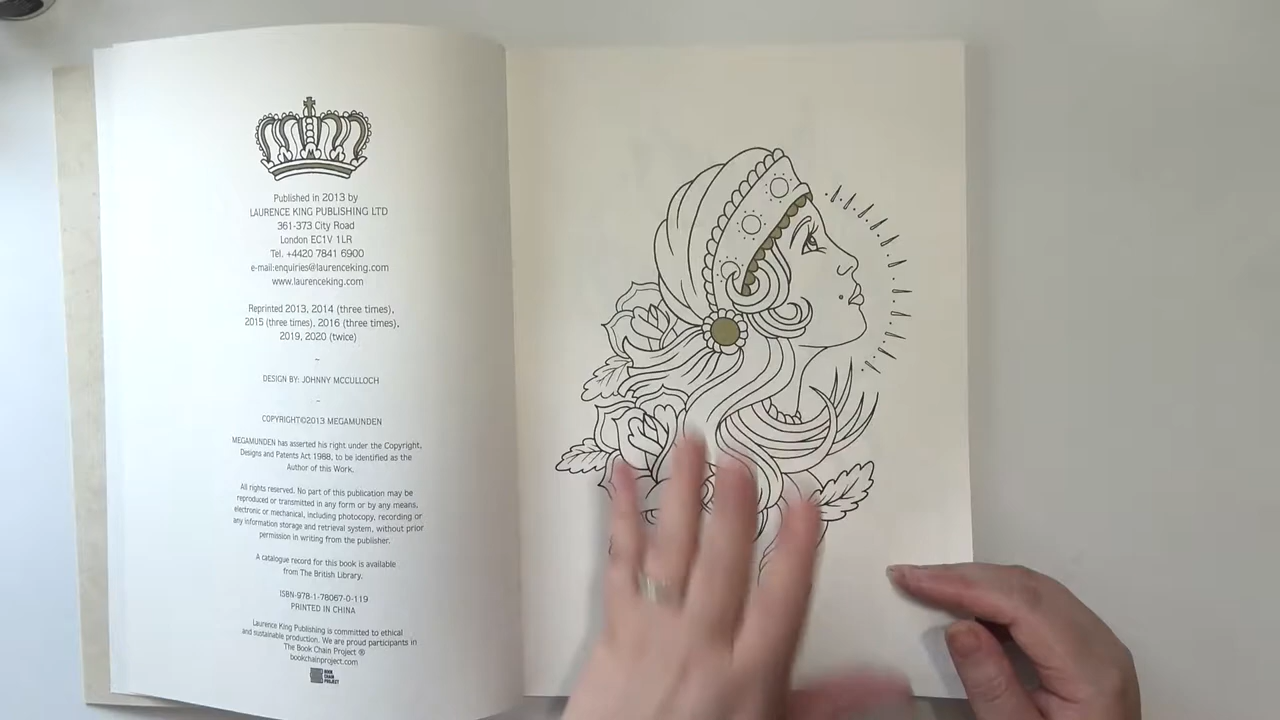 Published in 2013 by
LAURENCE KING PUBLISHING LTD
361-373 City Road
London EC1V 1LR
Tel. +4420 7841 6900
e-mail:enquiries@laurenceking.com
www.laurenceking.com
Reprinted 2013, 2014 (three times),
2015 (three times), 2016 (three times),
2019, 2020 (twice)
~
DESIGN BY: JOHNNY MCCULLOCH
-
COPYRIGHT©2013 MEGAMUNDEN
MEGAMUNDEN has asserted his right under the Copyright,
Designs and Patents Act 1988, to be identified as the
Author of this Work.
All rights reserved. No part of this publication may be
reproduced or transmitted in any form or by any means,
electronic or mechanical, including photocopy, recording or
any information storage and retrieval system, without prior
permission in writing from the publisher.
A catalogue record for this book is available
from The British Library.
ISBN-978-1-78067-0-119
PRINTED IN CHINA
Laurence King Publishing is committed to ethical
and sustainable production. We are proud participants in
The Book Chain Project ®
bookchainproject.com
BOOK
CHAIN
PROJECT